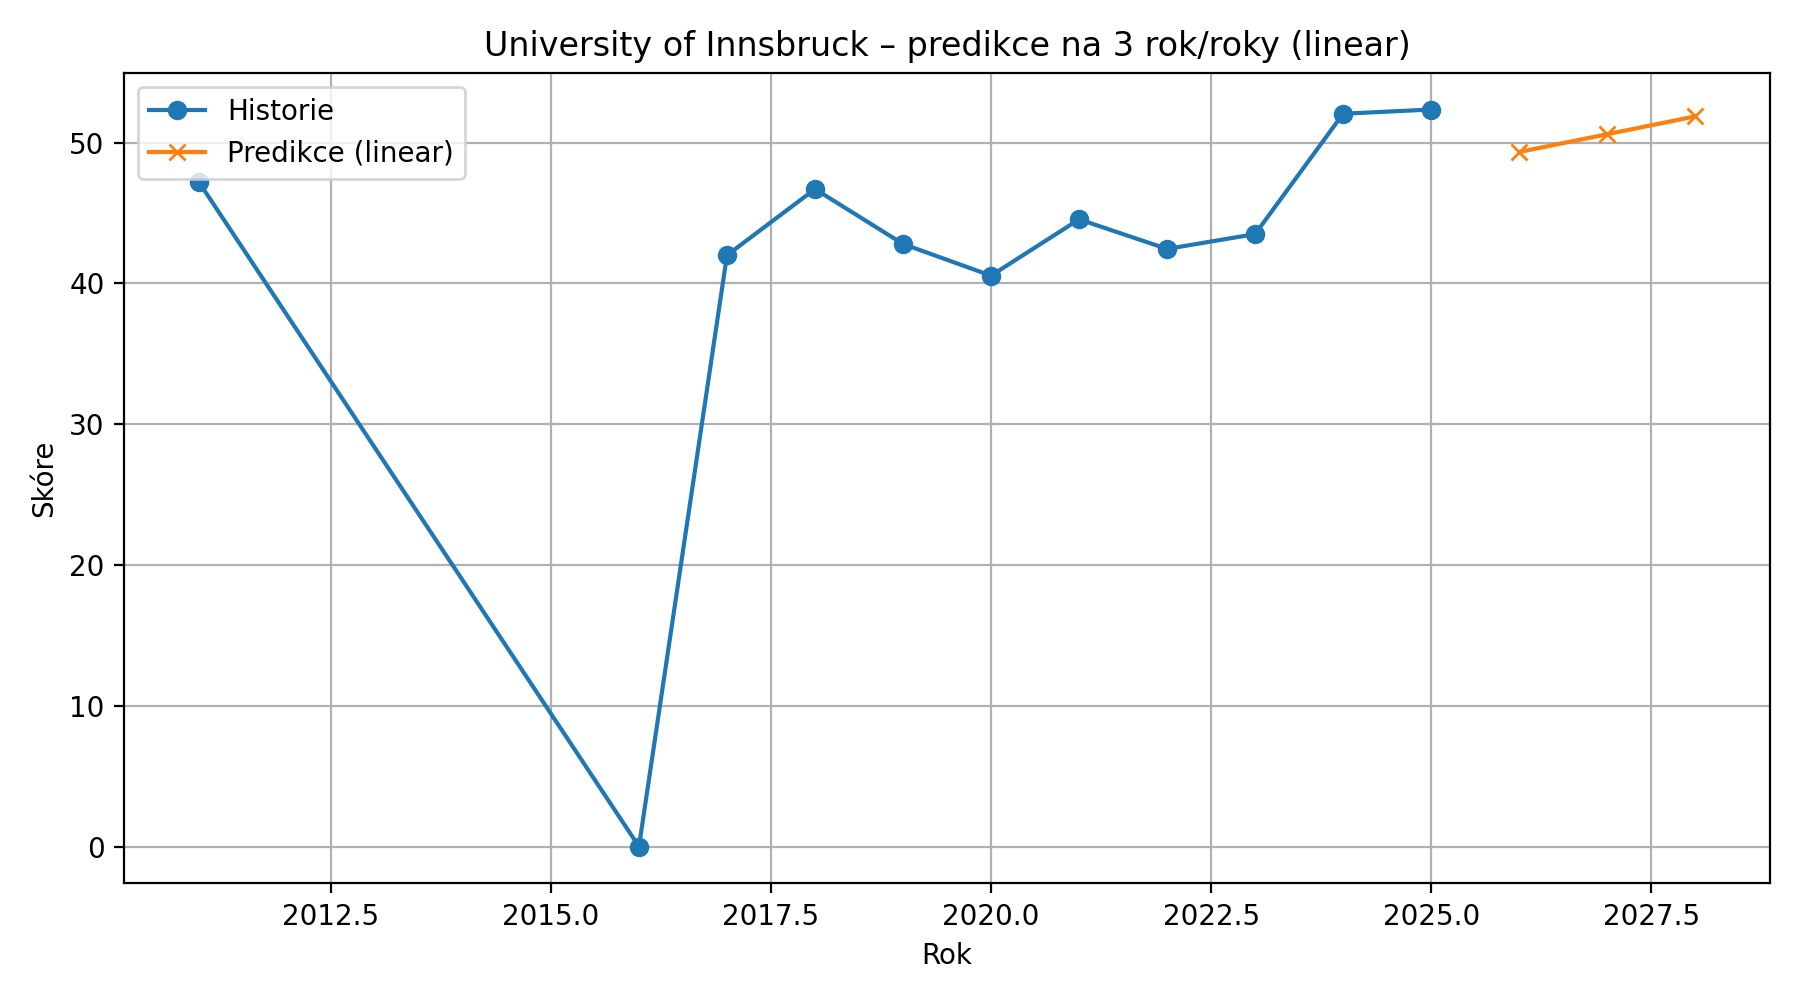 University of Innsbruck – predikce na 3 rok/roky (linear)
Historie
Predikce (linear)
Skóre
50
40
30
20
10
0
2012.5 2015.0 2017.5 2020.0 2022.5 2025.0 2027.5
Rok